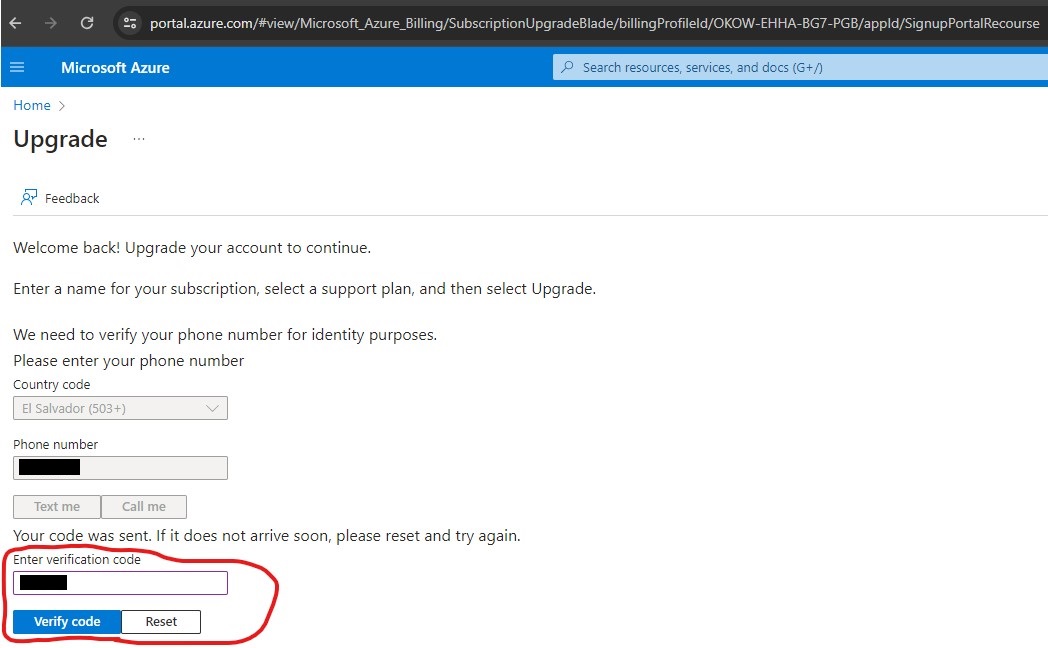 portal.azure.com/#view/Microsoft_Azure_Billing/SubscriptionUpgradeBlade/billingProfileId/OKOW-EHHA-BG7-PGB/appId/SignupPortalRecourse
Microsoft Azure
Search resources, services, and docs (G+/)
Home
Upgrade
...
Feedback
Welcome back! Upgrade your account to continue.
Enter a name for your subscription, select a support plan, and then select Upgrade.
We need to verify your phone number for identity purposes.
Please enter your phone number
Country code
El Salvador (503+)
Phone number
Text me Call me
Your code was sent. If it does not arrive soon, please reset and try again.
Enter verification code
Verify code Reset